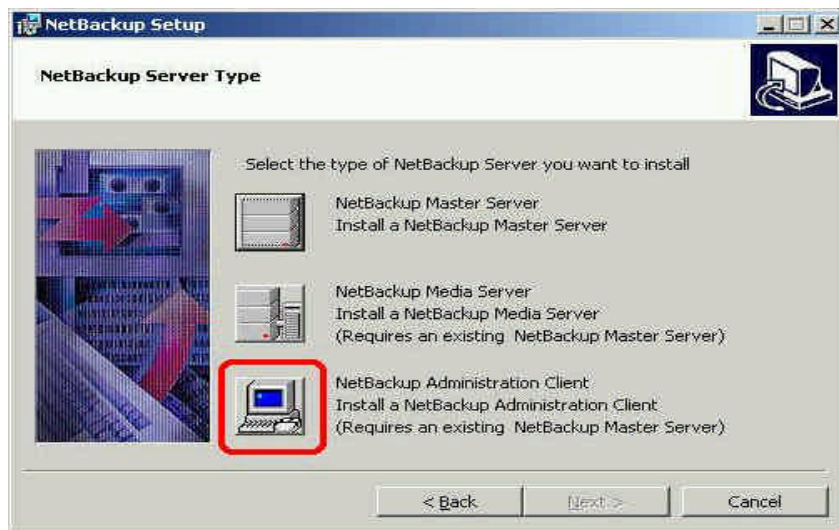 NetBackup Setup
NetBackup Server Type
Select the type of NetBackup Server you want to install
NetBackup Master Server
Install a NetBackup Master Server
NetBackup Media Server
Install a NetBackup Media Server
(Requires an existing NetBackup Master Server)
NetBackup Administration Client
Install a NetBackup Administration Client
(Requires an existing NetBackup Master Server)
< Back
Next >
Cancel